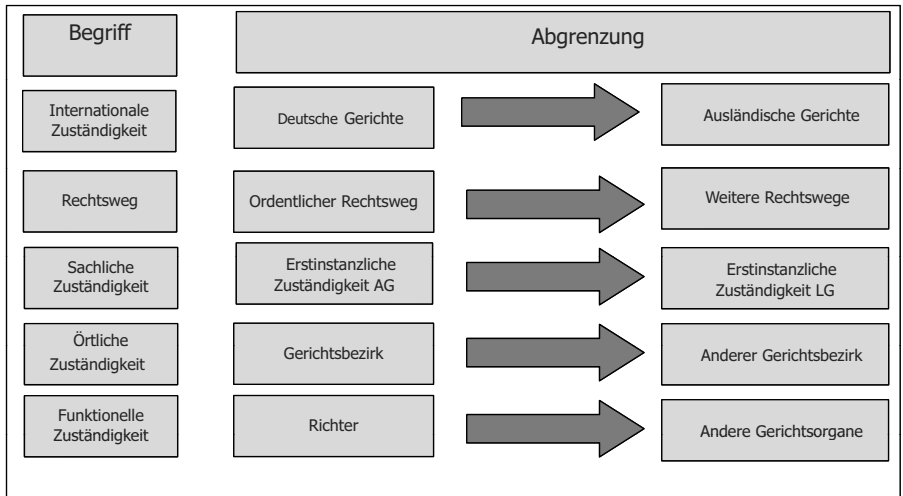 Begriff
Abgrenzung
Internationale
Zuständigkeit
Deutsche Gerichte
Ausländische Gerichte
Rechtsweg
Ordentlicher Rechtsweg
Weitere Rechtswege
Sachliche
Zuständigkeit
Erstinstanzliche
Zuständigkeit AG
Erstinstanzliche
Zuständigkeit LG
Örtliche
Zuständigkeit
Gerichtsbezirk
Anderer Gerichtsbezirk
Funktionelle
Zuständigkeit
Richter
Andere Gerichtsorgane